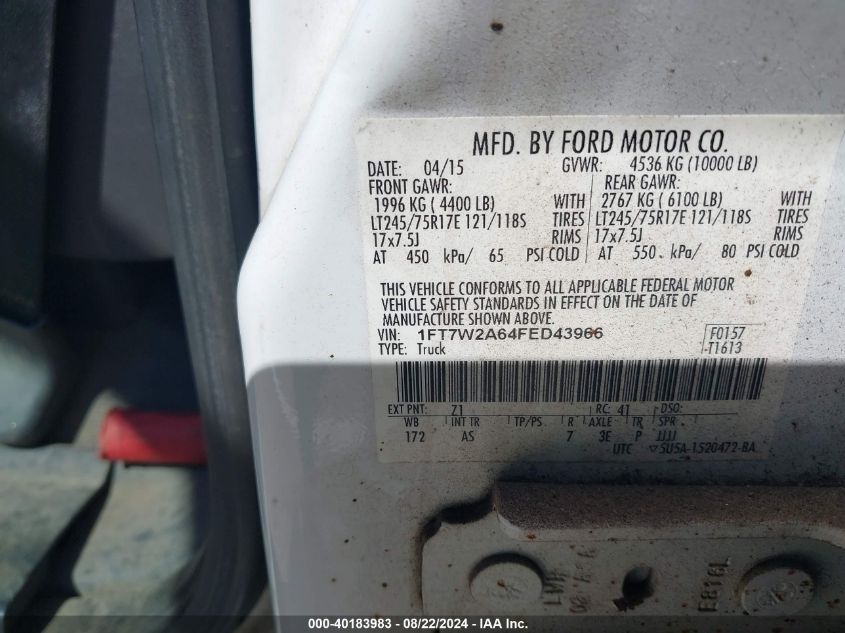 MFD. BY FORD MOTOR CO.
DATE: 04/15 GVWR: 4536 KG (10000 LB)
FRONT GAWR: REAR GAWR:
1996 KG ( 4400 LB) WITH 2767 KG ( 6100 LB) WITH
LT245/75R17E 121/118S TIRES LT245/75R17E 121/118S TIRES
17x7.5J RIMS 17x7.5J RIMS
AT 450 kPa/ 65 PSI COLD AT 550 kPa/ 80 PSI COLD
THIS VEHICLE CONFORMS TO ALL APPLICABLE FEDERAL MOTOR
VEHICLE SAFETY STANDARDS IN EFFECT ON THE DATE OF
MANUFACTURE SHOWN ABOVE.
VIN: 1FT7W2A64FED43966 F0157
TYPE: Truck T1613
EXT PNT: Z1 RC: 41 DSO:
WB INT TR TP/PS R AXLE TR SPR
172 AS 7 3E P JJJJ
UTC ▽5U5A-1520472-BA
E816L
000-40183983 - 08/22/2024 - IAA Inc.